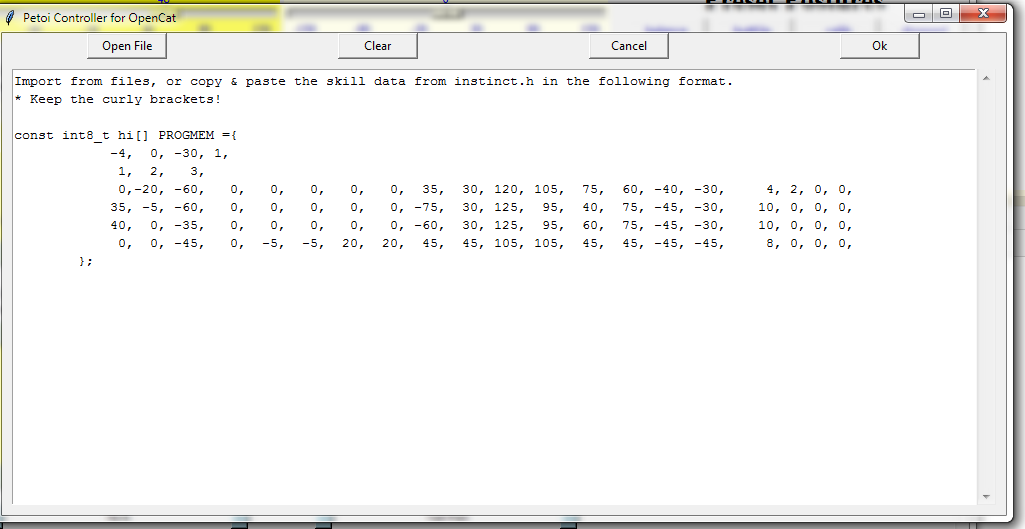 Petoi Controller for OpenCat
Open File Clear Cancel Ok
Import from files, or copy & paste the skill data from instinct.h in the following format.
* Keep the curly brackets!
const int8_t hi[] PROGMEM ={
-4, 0, -30, 1,
1, 2, 3,
0,-20, -60, 0, 0, 0, 0, 0, 35, 30, 120, 105, 75, 60, -40, -30, 4, 2, 0, 0,
35, -5, -60, 0, 0, 0, 0, 0, -75, 30, 125, 95, 40, 75, -45, -30, 10, 0, 0, 0,
40, 0, -35, 0, 0, 0, 0, 0, -60, 30, 125, 95, 60, 75, -45, -30, 10, 0, 0, 0,
0, 0, -45, 0, -5, -5, 20, 20, 45, 45, 105, 105, 45, 45, -45, -45, 8, 0, 0, 0,
};